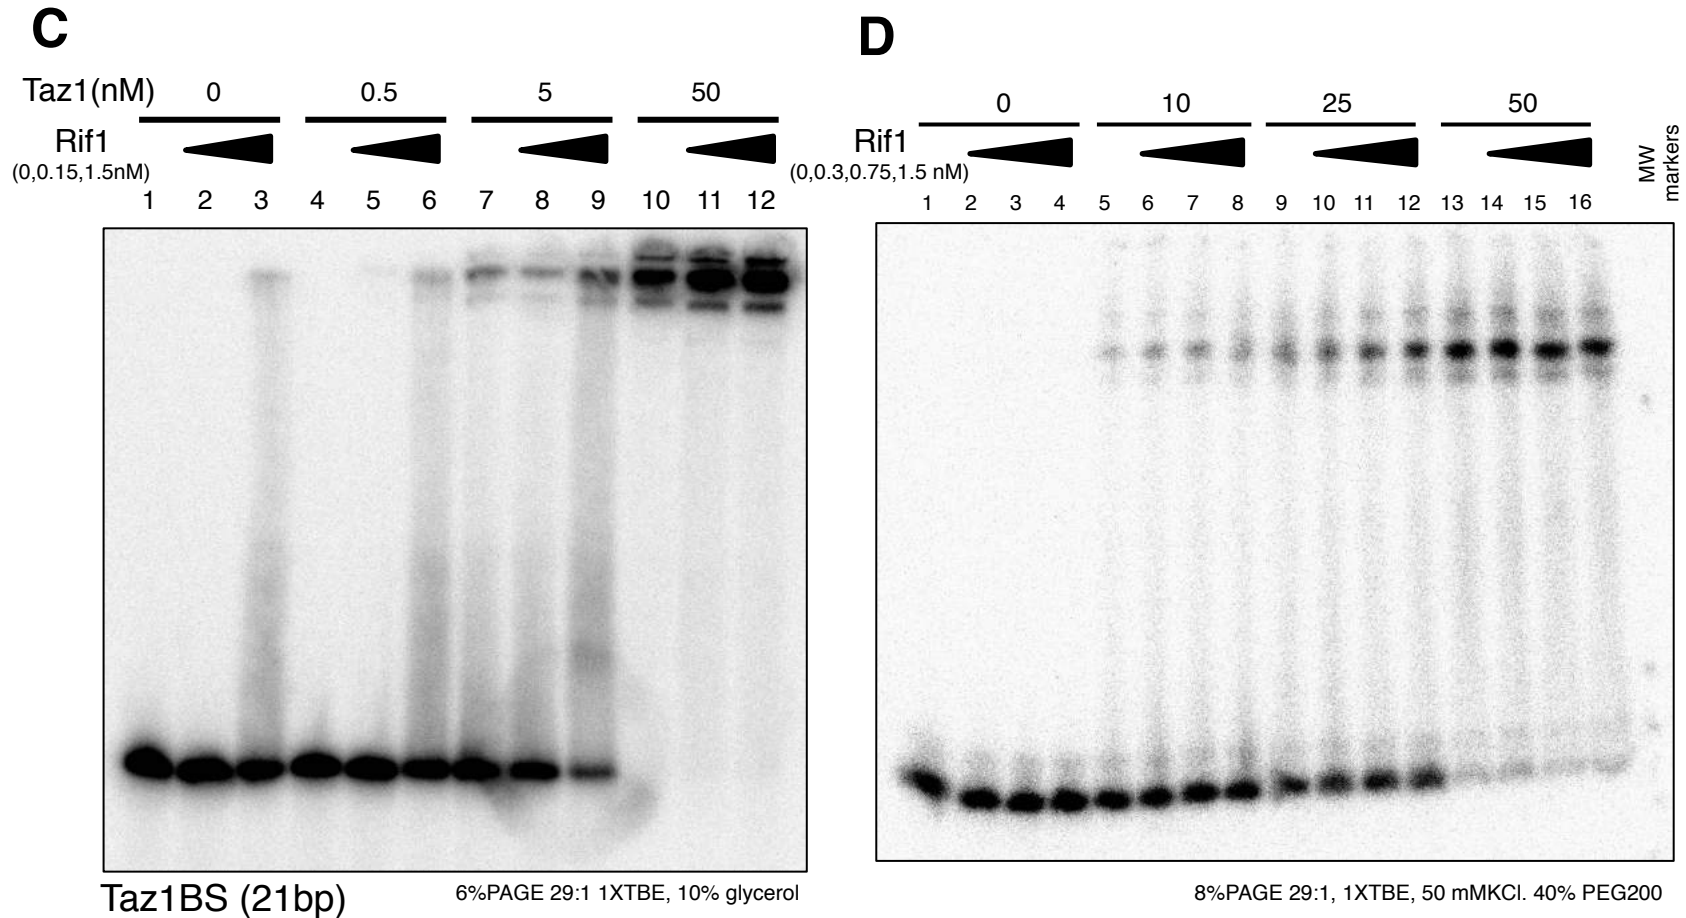 C
Taz1(nM) 0 0.5 5 50
Rif1
(0,0.15,1.5nM)
1 2 3 4 5 6 7 8 9 10 11 12
Taz1BS (21bp) 6%PAGE 29:1 1XTBE, 10% glycerol
D
0 10 25 50
Rif1
(0,0.3,0.75,1.5 nM)
MW
markers
1 2 3 4 5 6 7 8 9 10 11 12 13 14 15 16
8%PAGE 29:1, 1XTBE, 50 mMKCl. 40% PEG200